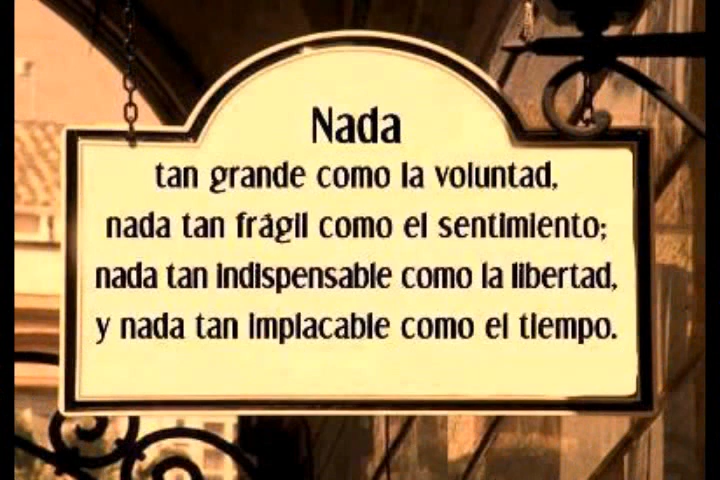 Nada
tan grande como la voluntad,
nada tan frágil como el sentimiento;
nada tan indispensable como la libertad,
y nada tan implacable como el tiempo.